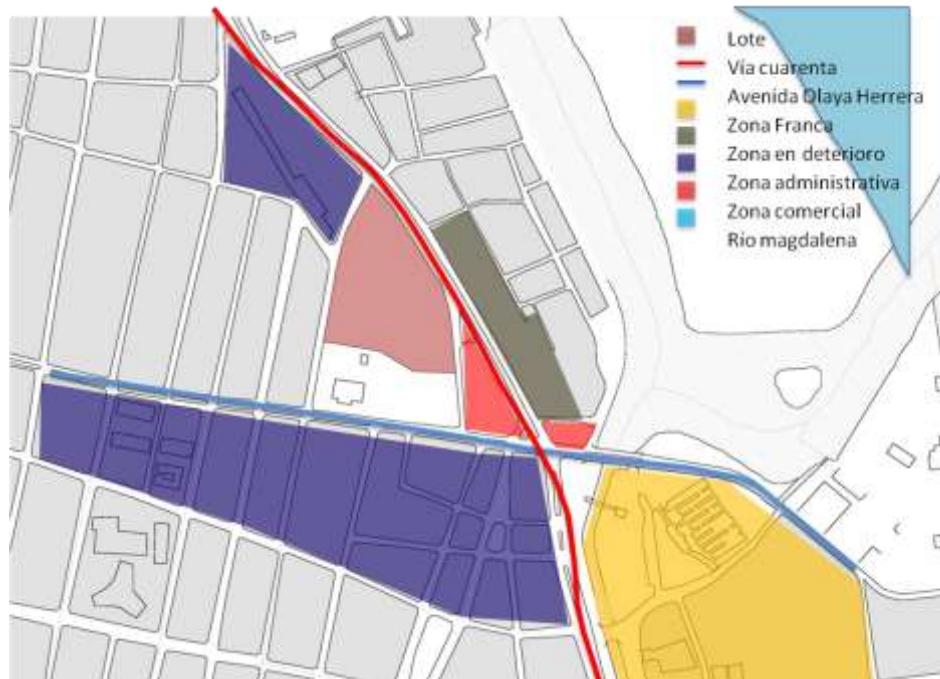 Lote
Vía cuarenta
Avenida Olaya Herrera
Zona Franca
Zona en deterioro
Zona administrativa
Zona comercial
Rio magdalena